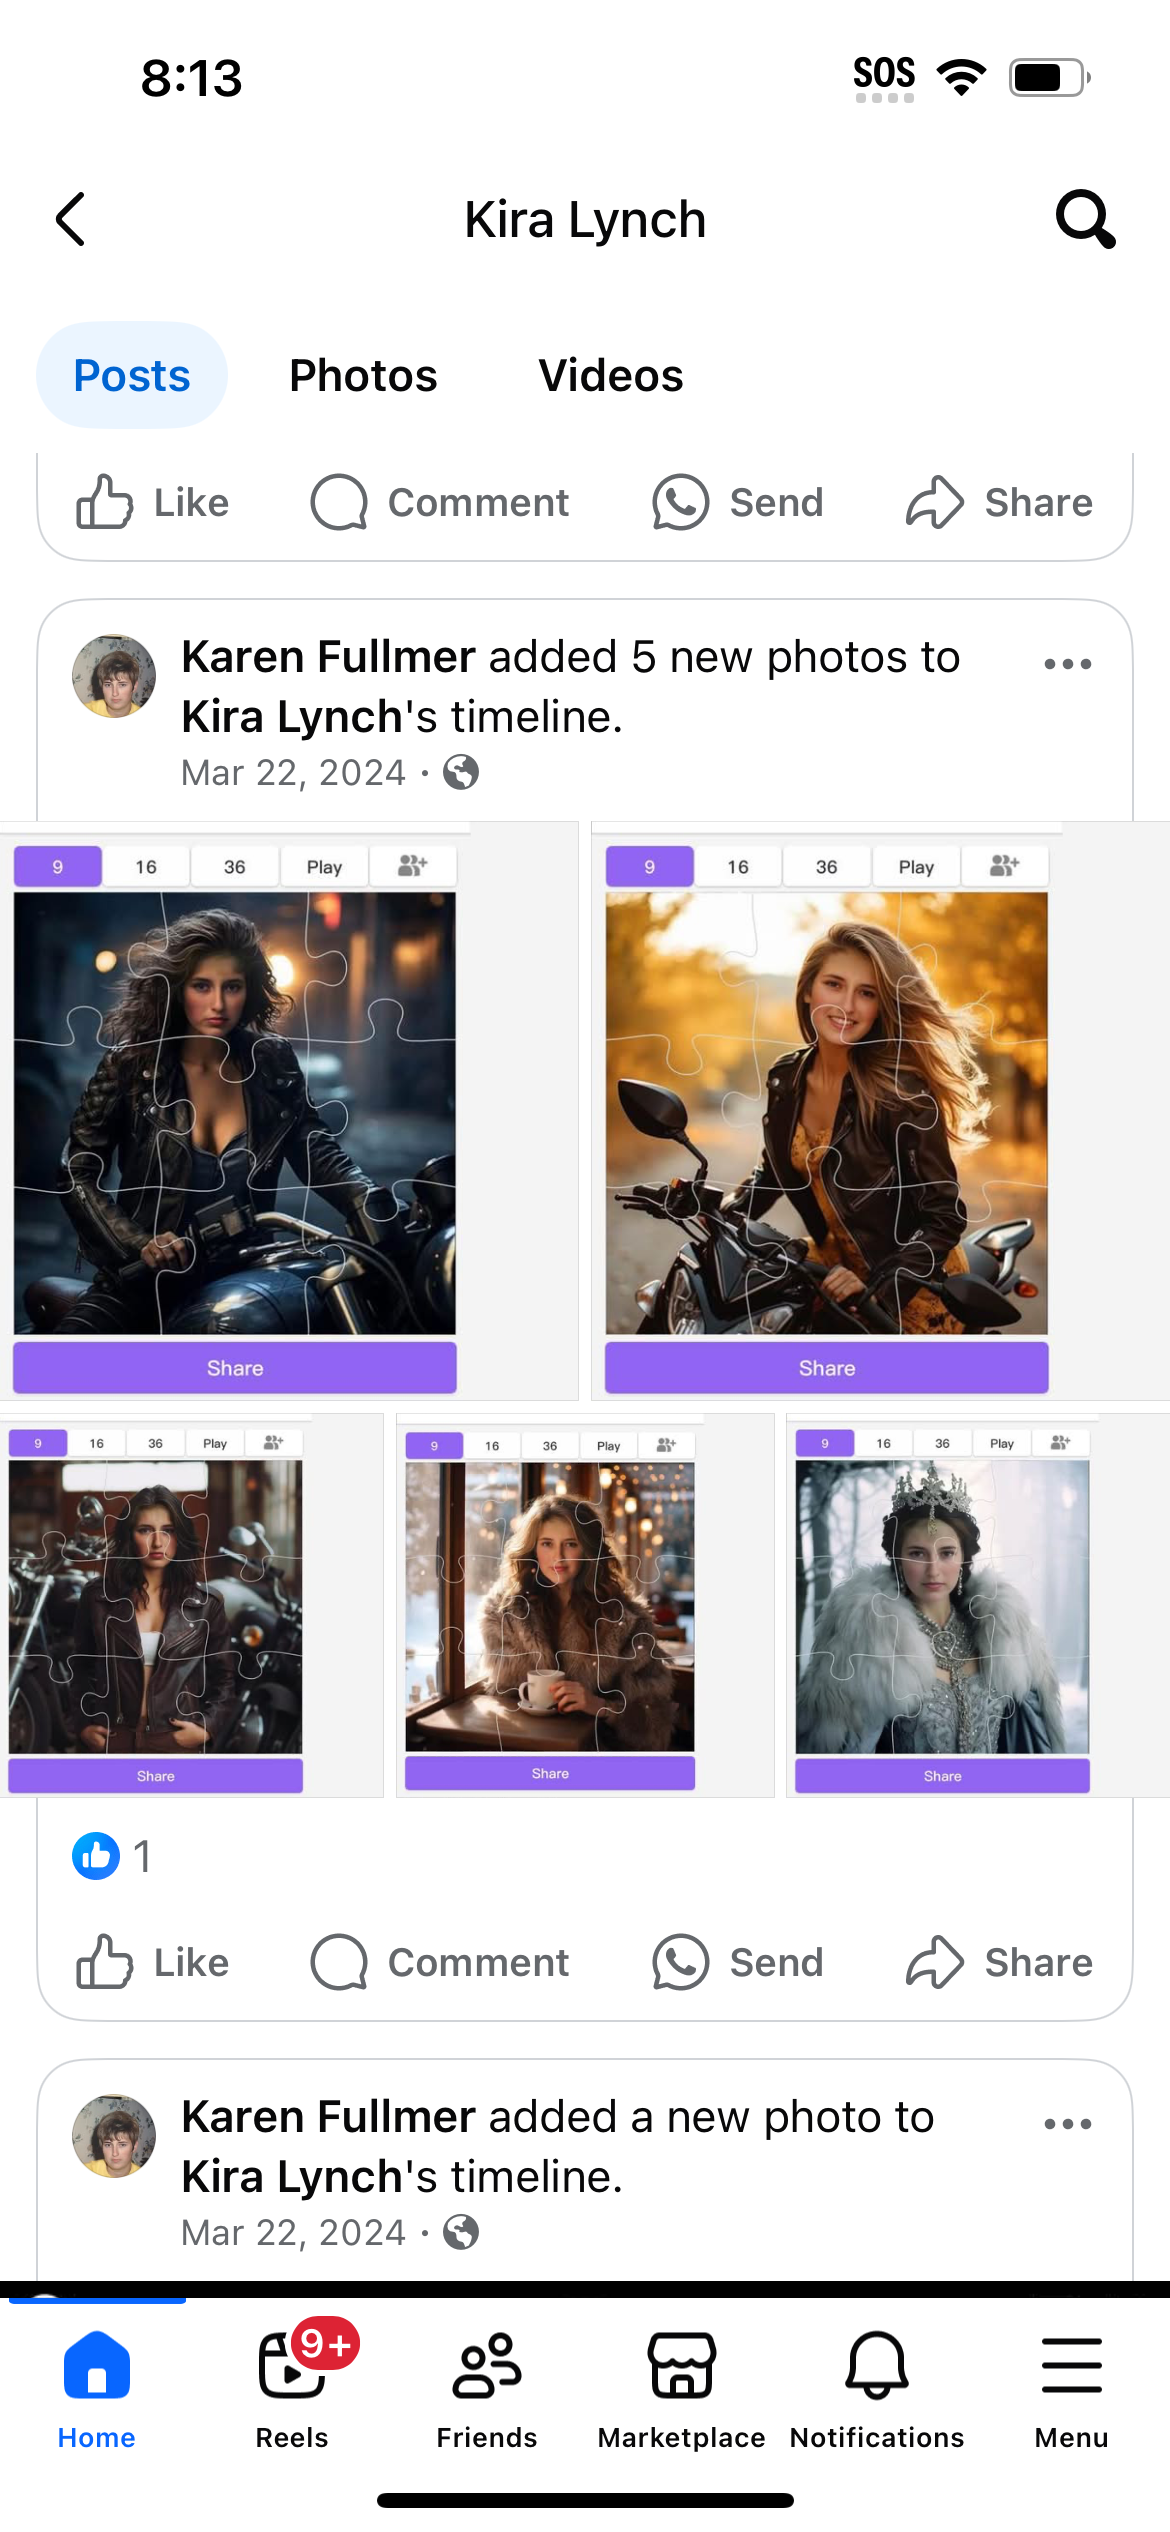 8:13
SOS
Kira Lynch
Posts Photos Videos
Like Comment Send Share
Karen Fullmer added 5 new photos to
Kira Lynch's timeline.
Mar 22, 2024 ·
9 16 36 Play
9 16 36 Play
Share
Share
9 16 36 Play
9 16 36 Play
9 16 36 Play
Share
Share
Share
1
Like Comment Send Share
Karen Fullmer added a new photo to
Kira Lynch's timeline.
Mar 22, 2024 ·
9+
Home Reels Friends Marketplace Notifications Menu